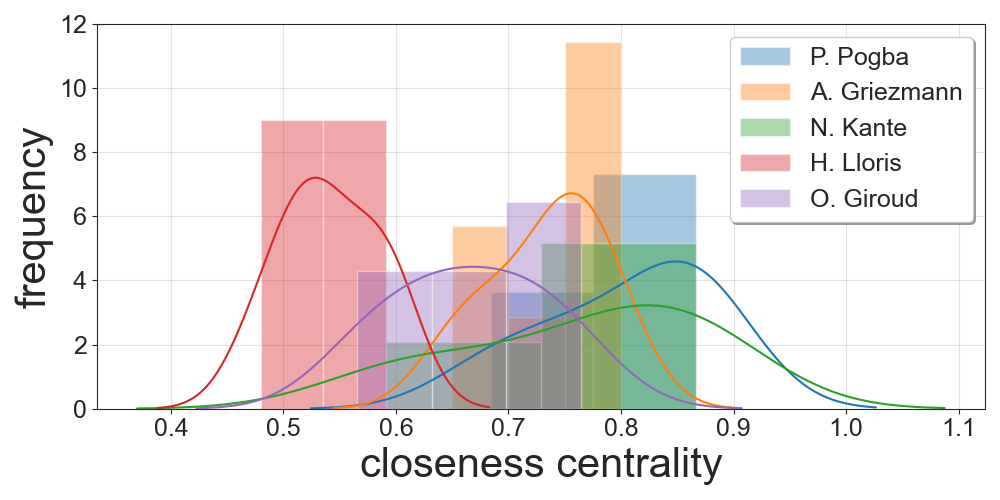 12
10
8
6
4
2
0
frequency
P. Pogba
A. Griezmann
N. Kante
H. Lloris
O. Giroud
0.4 0.5 0.6 0.7 0.8 0.9 1.0 1.1
closeness centrality